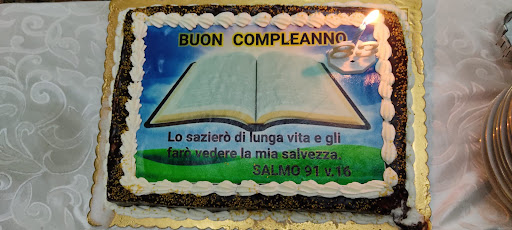 BUON COMPLEANNO
Lo sazierò di lunga vita e gli
farò vedere la mia salvezza.
SALMO 91 v.16